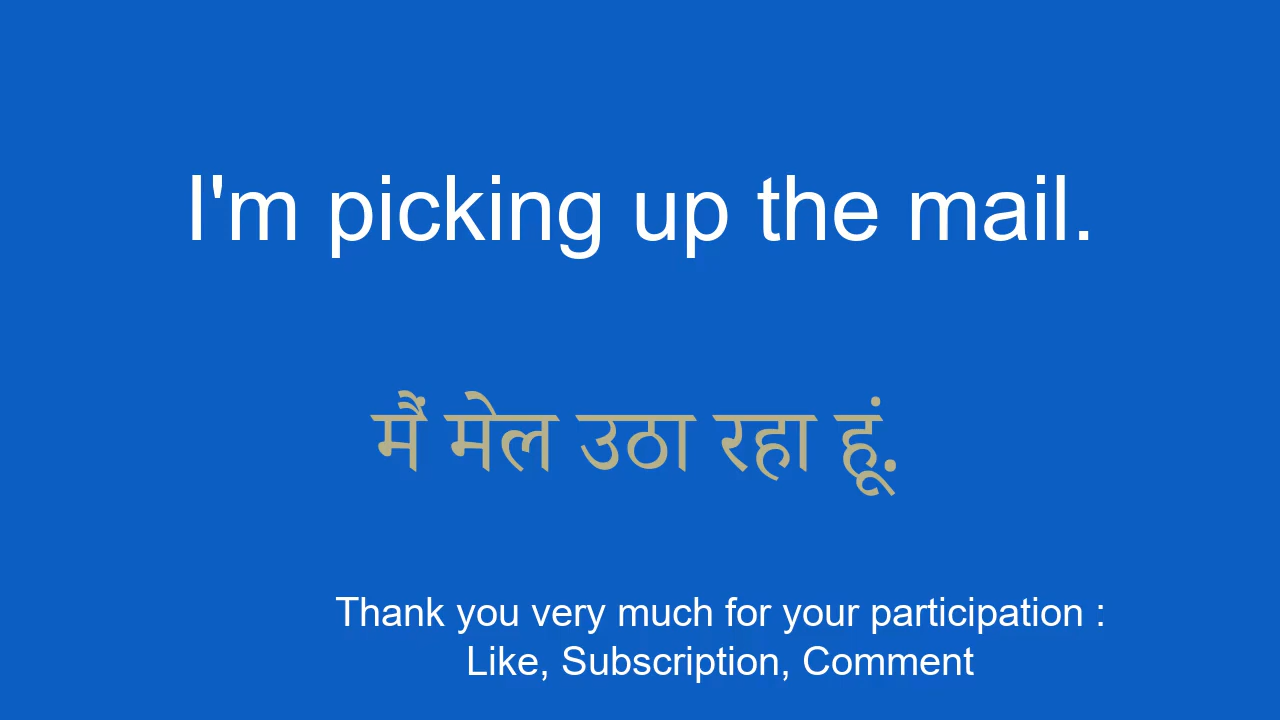 I'm picking up the mail.
मैं मेल उठा रहा हूं.
Thank you very much for your participation :
Like, Subscription, Comment